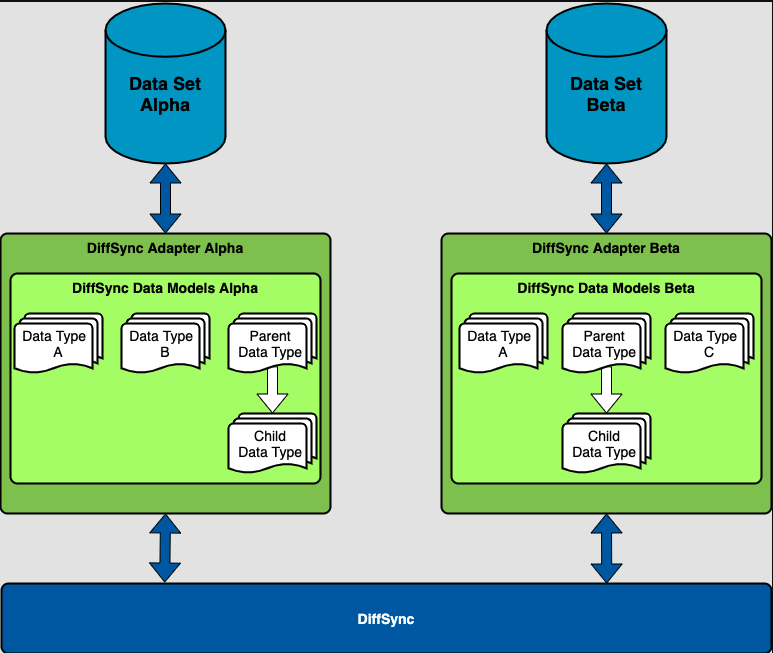 Data Set
Alpha
Data Set
Beta
DiffSync Adapter Alpha
DiffSync Data Models Alpha
Data Type
A
Data Type
B
Parent
Data Type
Child
Data Type
DiffSync Adapter Beta
DiffSync Data Models Beta
Data Type
A
Parent
Data Type
Data Type
C
Child
Data Type
DiffSync